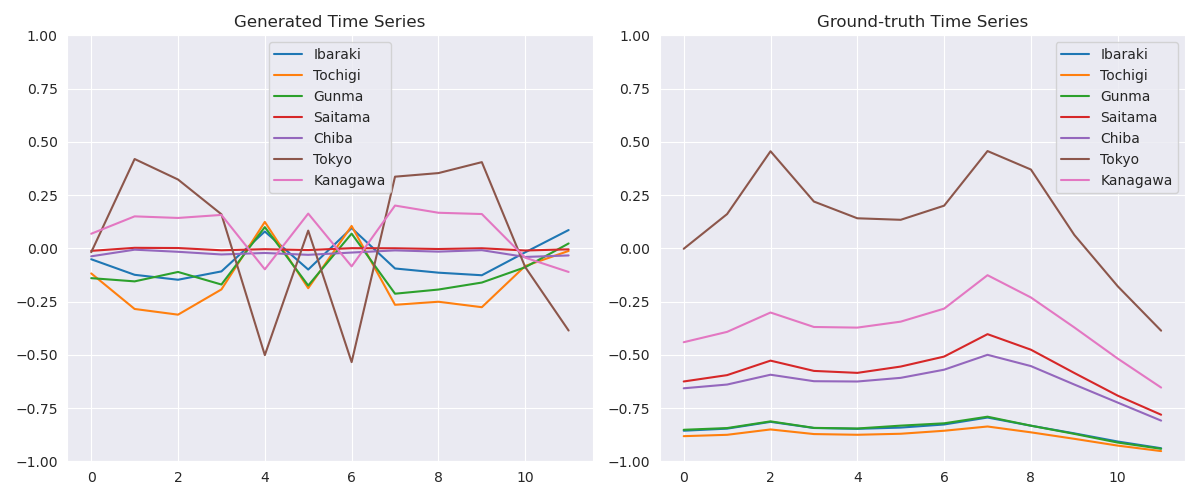 Generated Time Series
1.00
0.75
0.50
0.25
0.00
−0.25
−0.50
−0.75
−1.00
0 2 4 6 8 10
Ibaraki
Tochigi
Gunma
Saitama
Chiba
Tokyo
Kanagawa
Ground-truth Time Series
1.00
0.75
0.50
0.25
0.00
−0.25
−0.50
−0.75
−1.00
0 2 4 6 8 10
Ibaraki
Tochigi
Gunma
Saitama
Chiba
Tokyo
Kanagawa